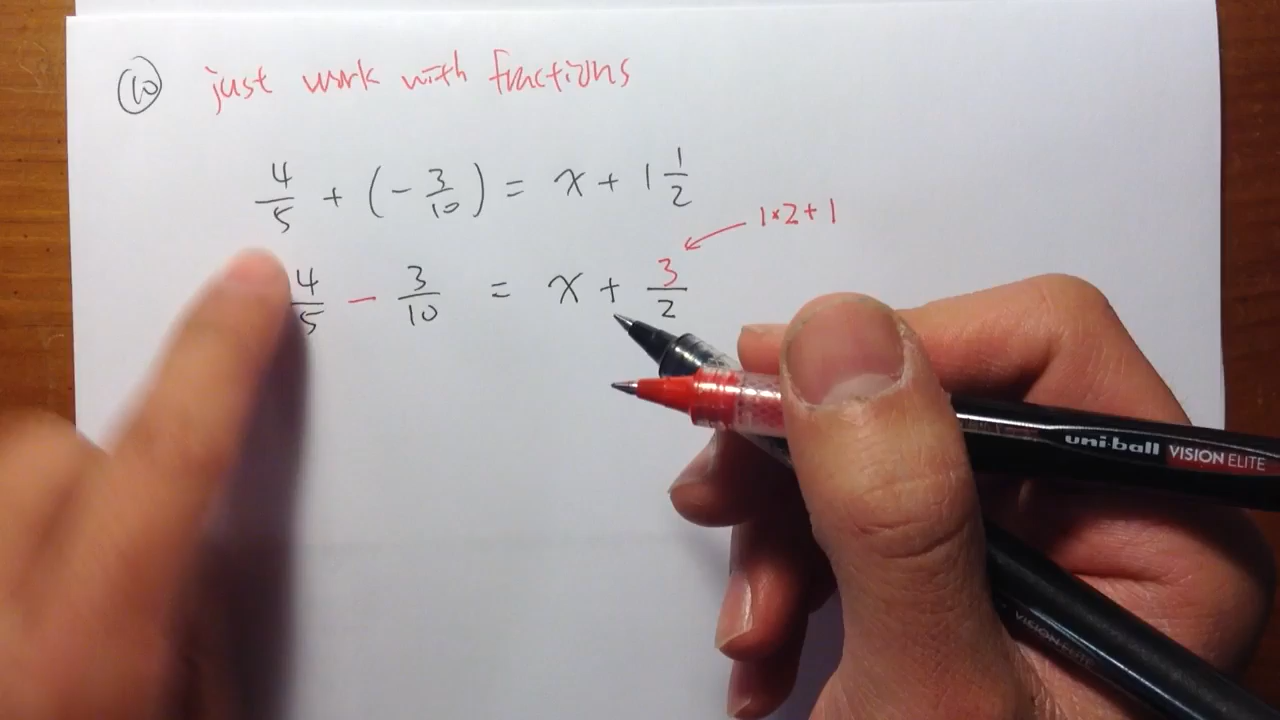 10 just work with fractions
4/5 + (- 3/10) = x + 1 1/2
1×2+1
4/5 - 3/10 = x + 3/2
uni-ball VISION ELITE
VISION ELITE